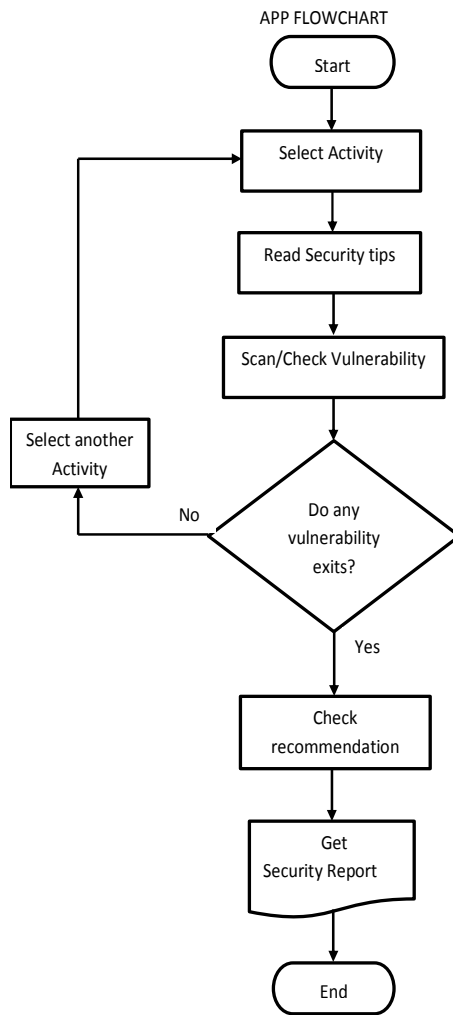 APP FLOWCHART
Start
Select Activity
Read Security tips
Scan/Check Vulnerability
Select another
Activity
No
Do any
vulnerability
exits?
Yes
Check
recommendation
Get
Security Report
End